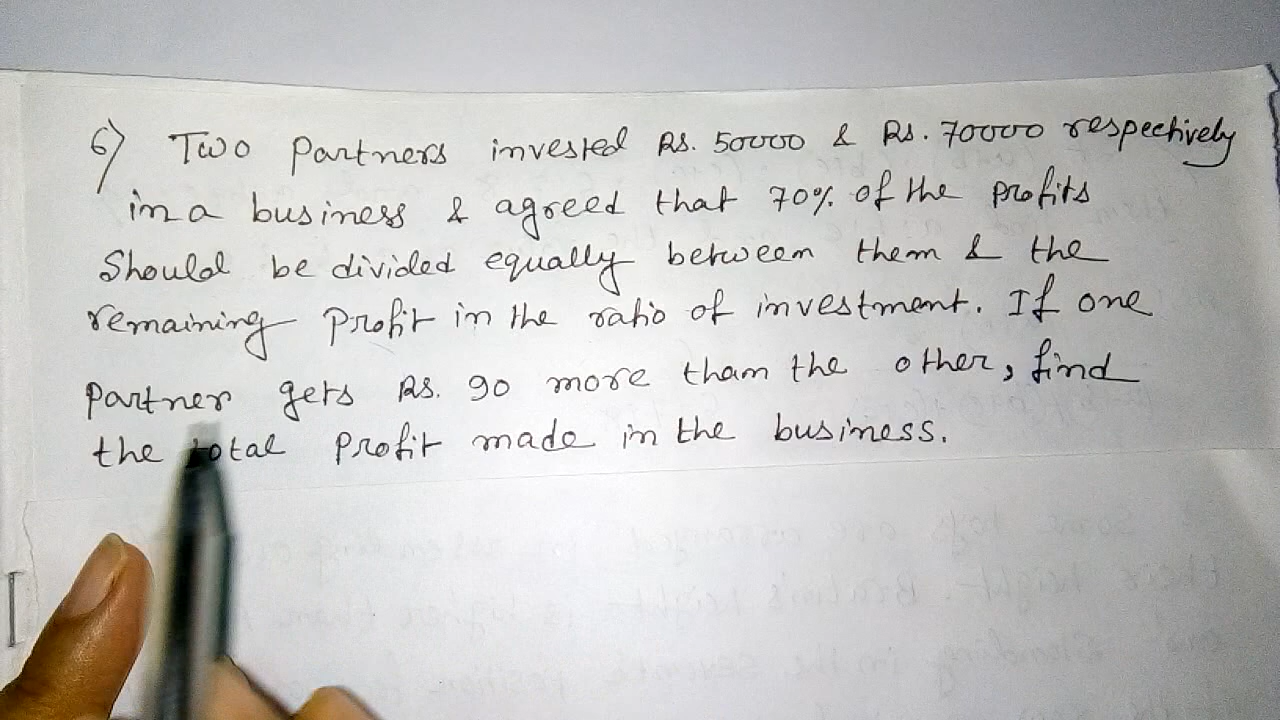 6) Two Partners invested Rs. 50000 & Rs. 70000 respectively
in a business & agreed that 70% of the profits
Should be divided equally between them & the
remaining Profit in the ratio of investment. If one
Partner gets Rs. 90 more than the other, find
the total Profit made in the business.